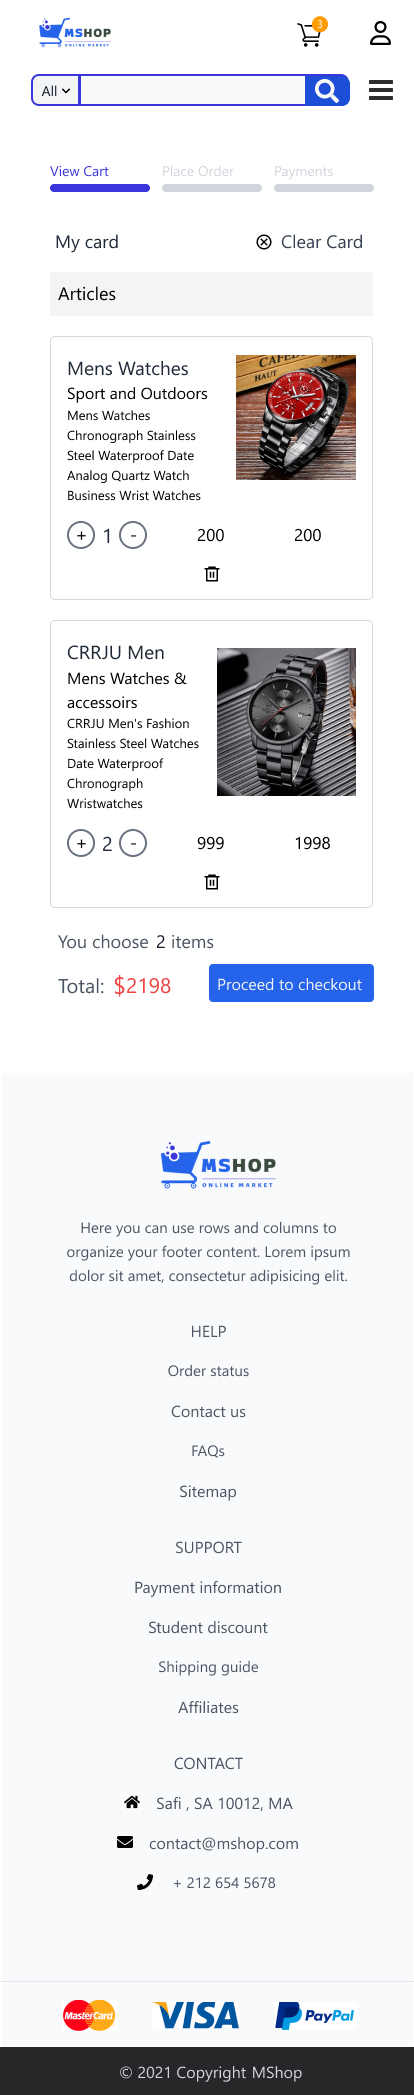 MSHOP
ONLINE MARKET
3
All
View Cart
Place Order
Payments
My card
Clear Card
Articles
Mens Watches
Sport and Outdoors
Mens Watches
Chronograph Stainless
Steel Waterproof Date
Analog Quartz Watch
Business Wrist Watches
HAUT
+ 1 -
200
200
CRRJU Men
Mens Watches &
accessoirs
CRRJU Men's Fashion
Stainless Steel Watches
Date Waterproof
Chronograph
Wristwatches
+ 2 -
999
1998
You choose 2 items
Total: $2198
Proceed to checkout
MSHOP
ONLINE MARKET
Here you can use rows and columns to
organize your footer content. Lorem ipsum
dolor sit amet, consectetur adipisicing elit.
HELP
Order status
Contact us
FAQs
Sitemap
SUPPORT
Payment information
Student discount
Shipping guide
Affiliates
CONTACT
Safi , SA 10012, MA
contact@mshop.com
+ 212 654 5678
MasterCard
VISA
PayPal
© 2021 Copyright MShop